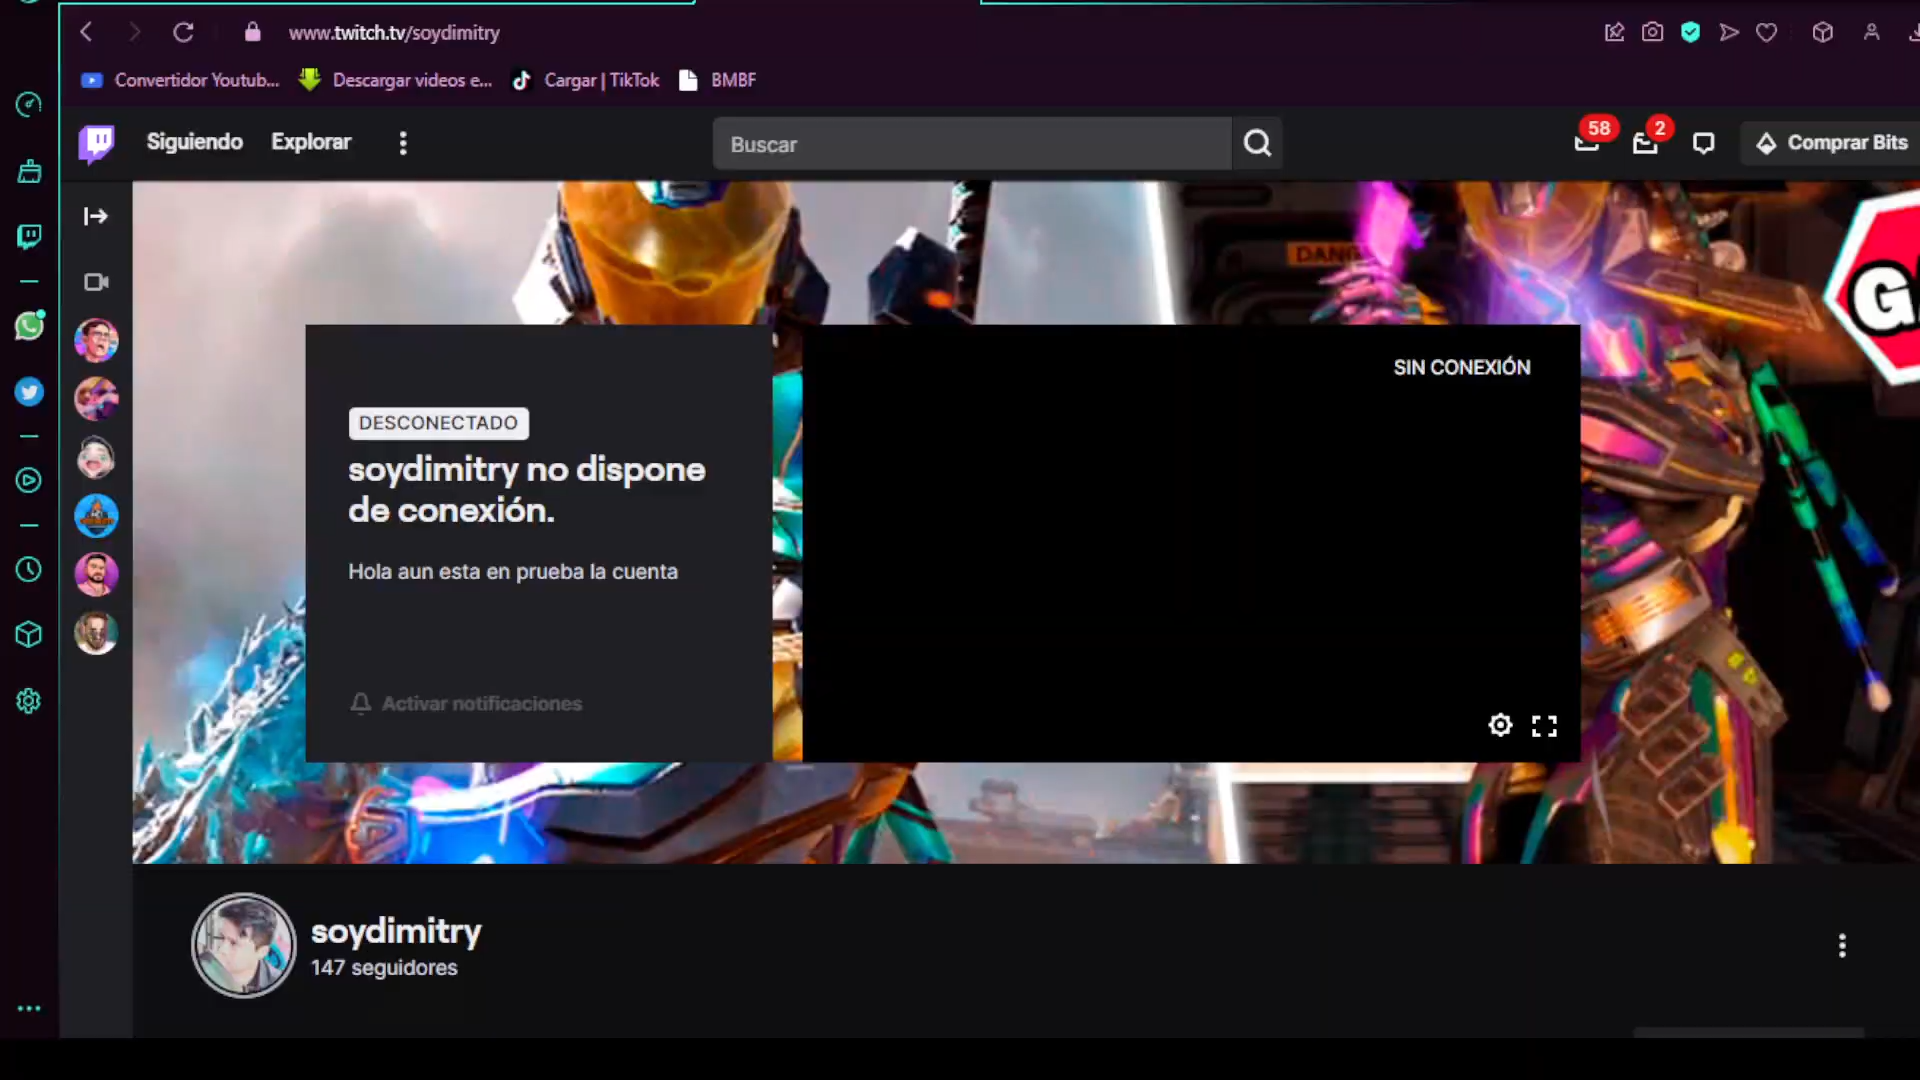 www.twitch.tv/soydimitry
Convertidor Youtub... Descargar videos e... Cargar | TikTok BMBF
Siguiendo Explorar Buscar 58 2 Comprar Bits
DESCONECTADO
soydimitry no dispone
de conexión.
Hola aun esta en prueba la cuenta
Activar notificaciones
SIN CONEXIÓN
soydimitry
147 seguidores